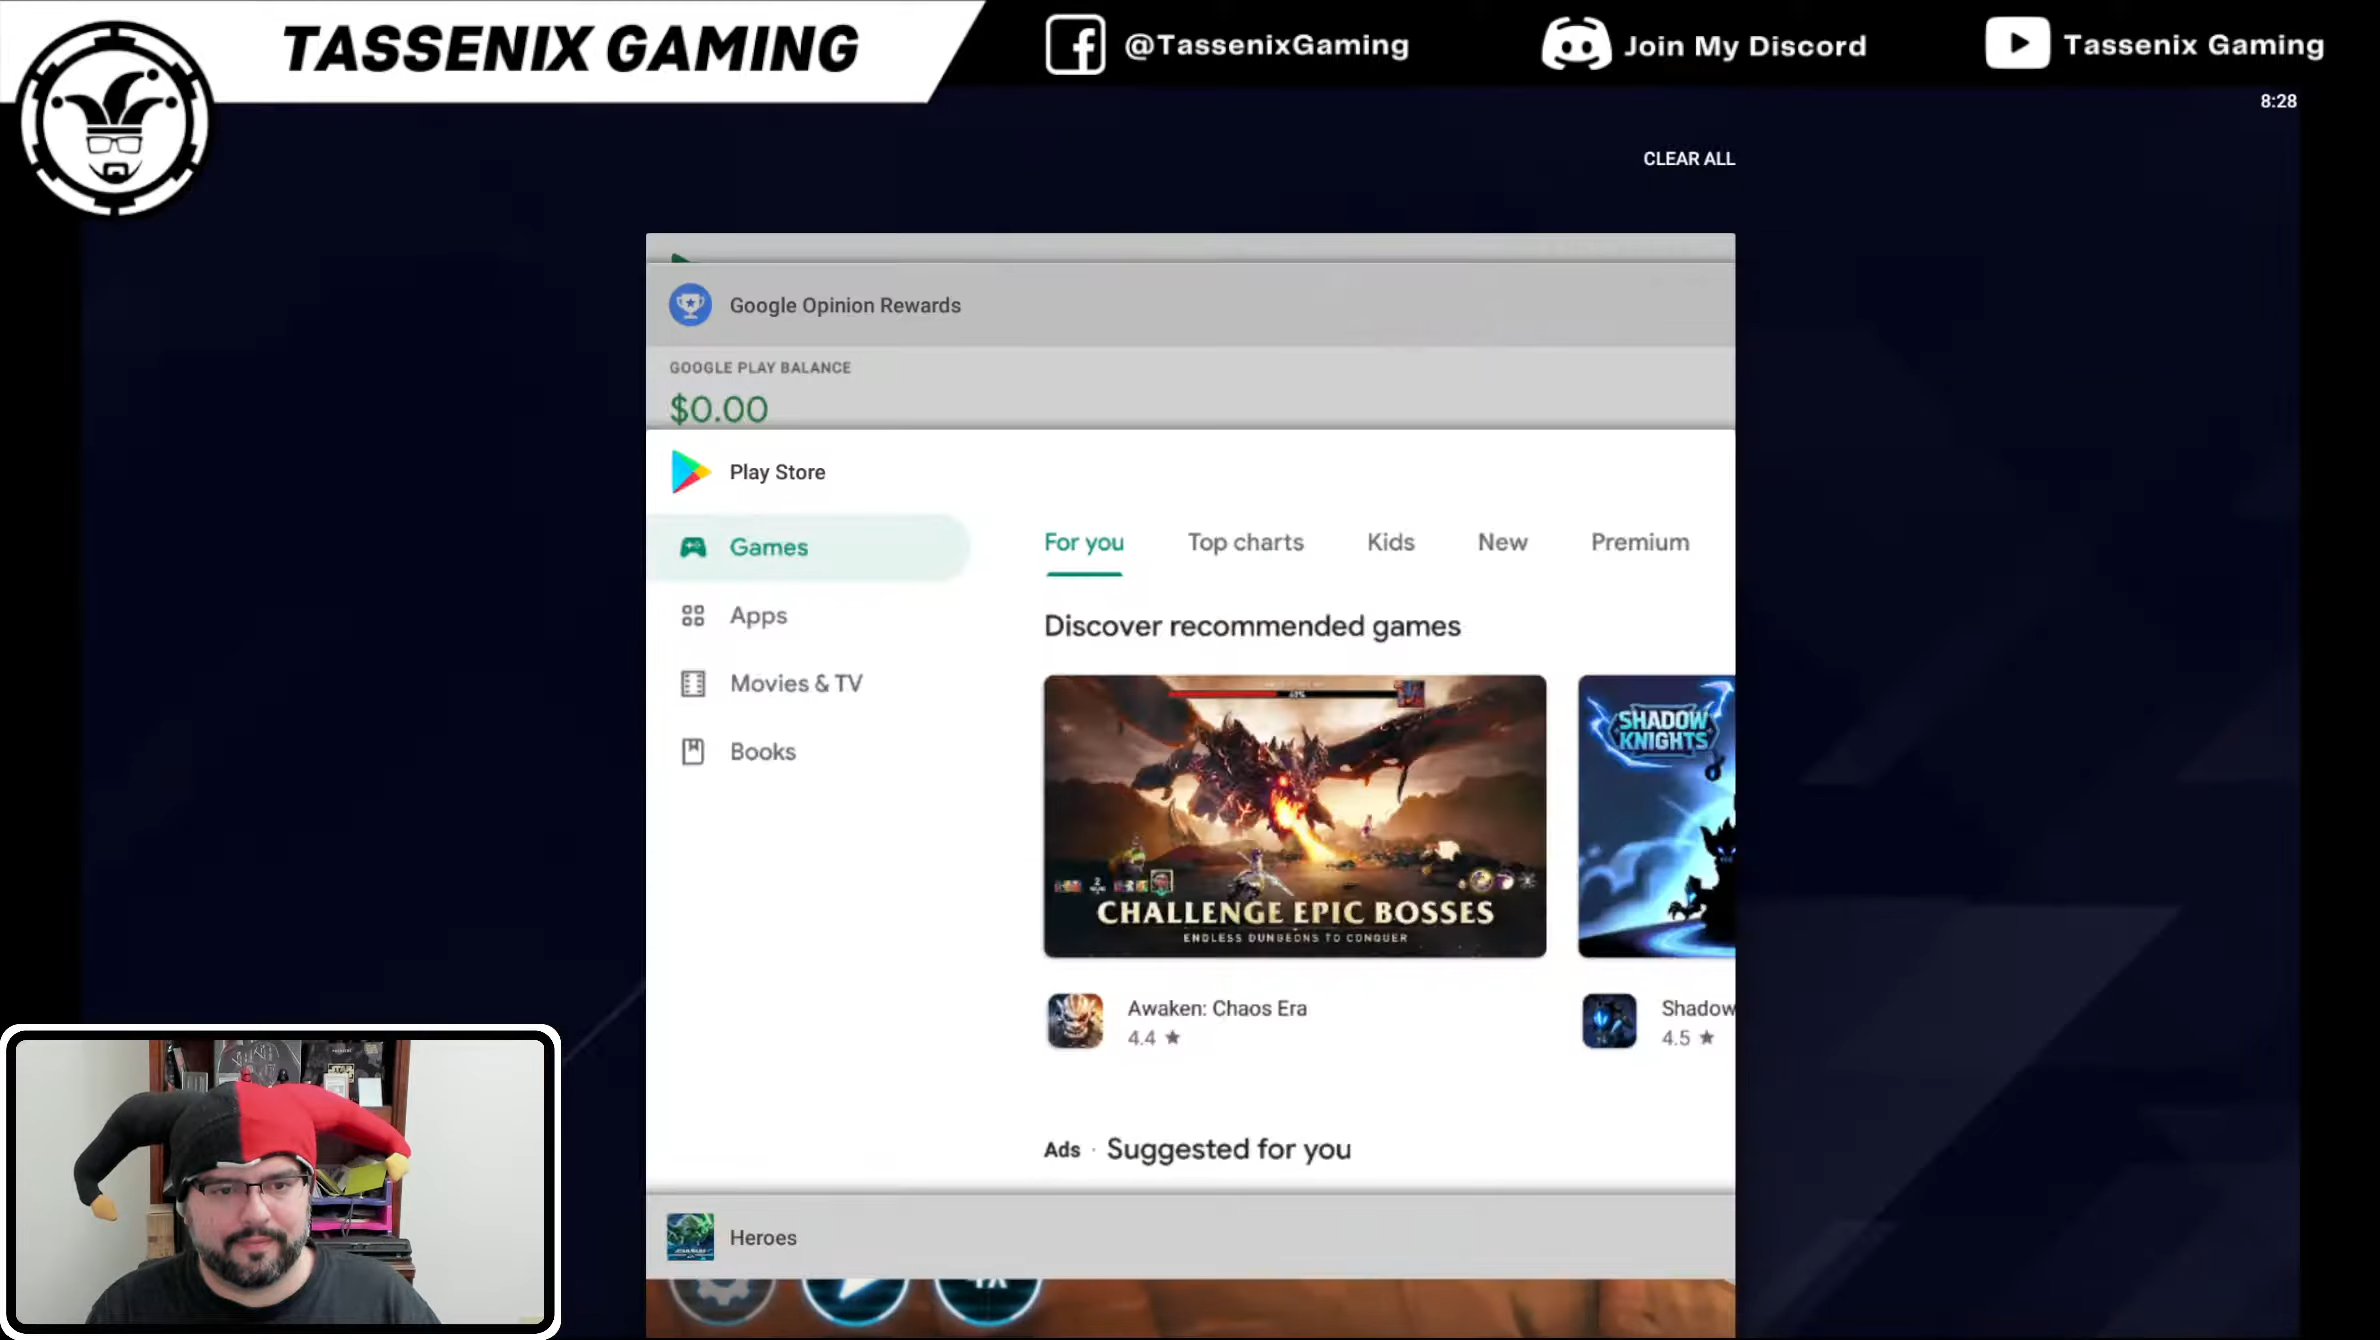 TASSENIX GAMING
@TassenixGaming
Join My Discord
Tassenix Gaming
8:28
CLEAR ALL
Google Opinion Rewards
GOOGLE PLAY BALANCE
$0.00
Play Store
Games
Apps
Movies & TV
Books
For you
Top charts
Kids
New
Premium
Discover recommended games
CHALLENGE EPIC BOSSES
ENDLESS DUNGEONS TO CONQUER
SHADOW
KNIGHTS
Awaken: Chaos Era
4.4 ★
Shadow
4.5 ★
Ads · Suggested for you
Heroes